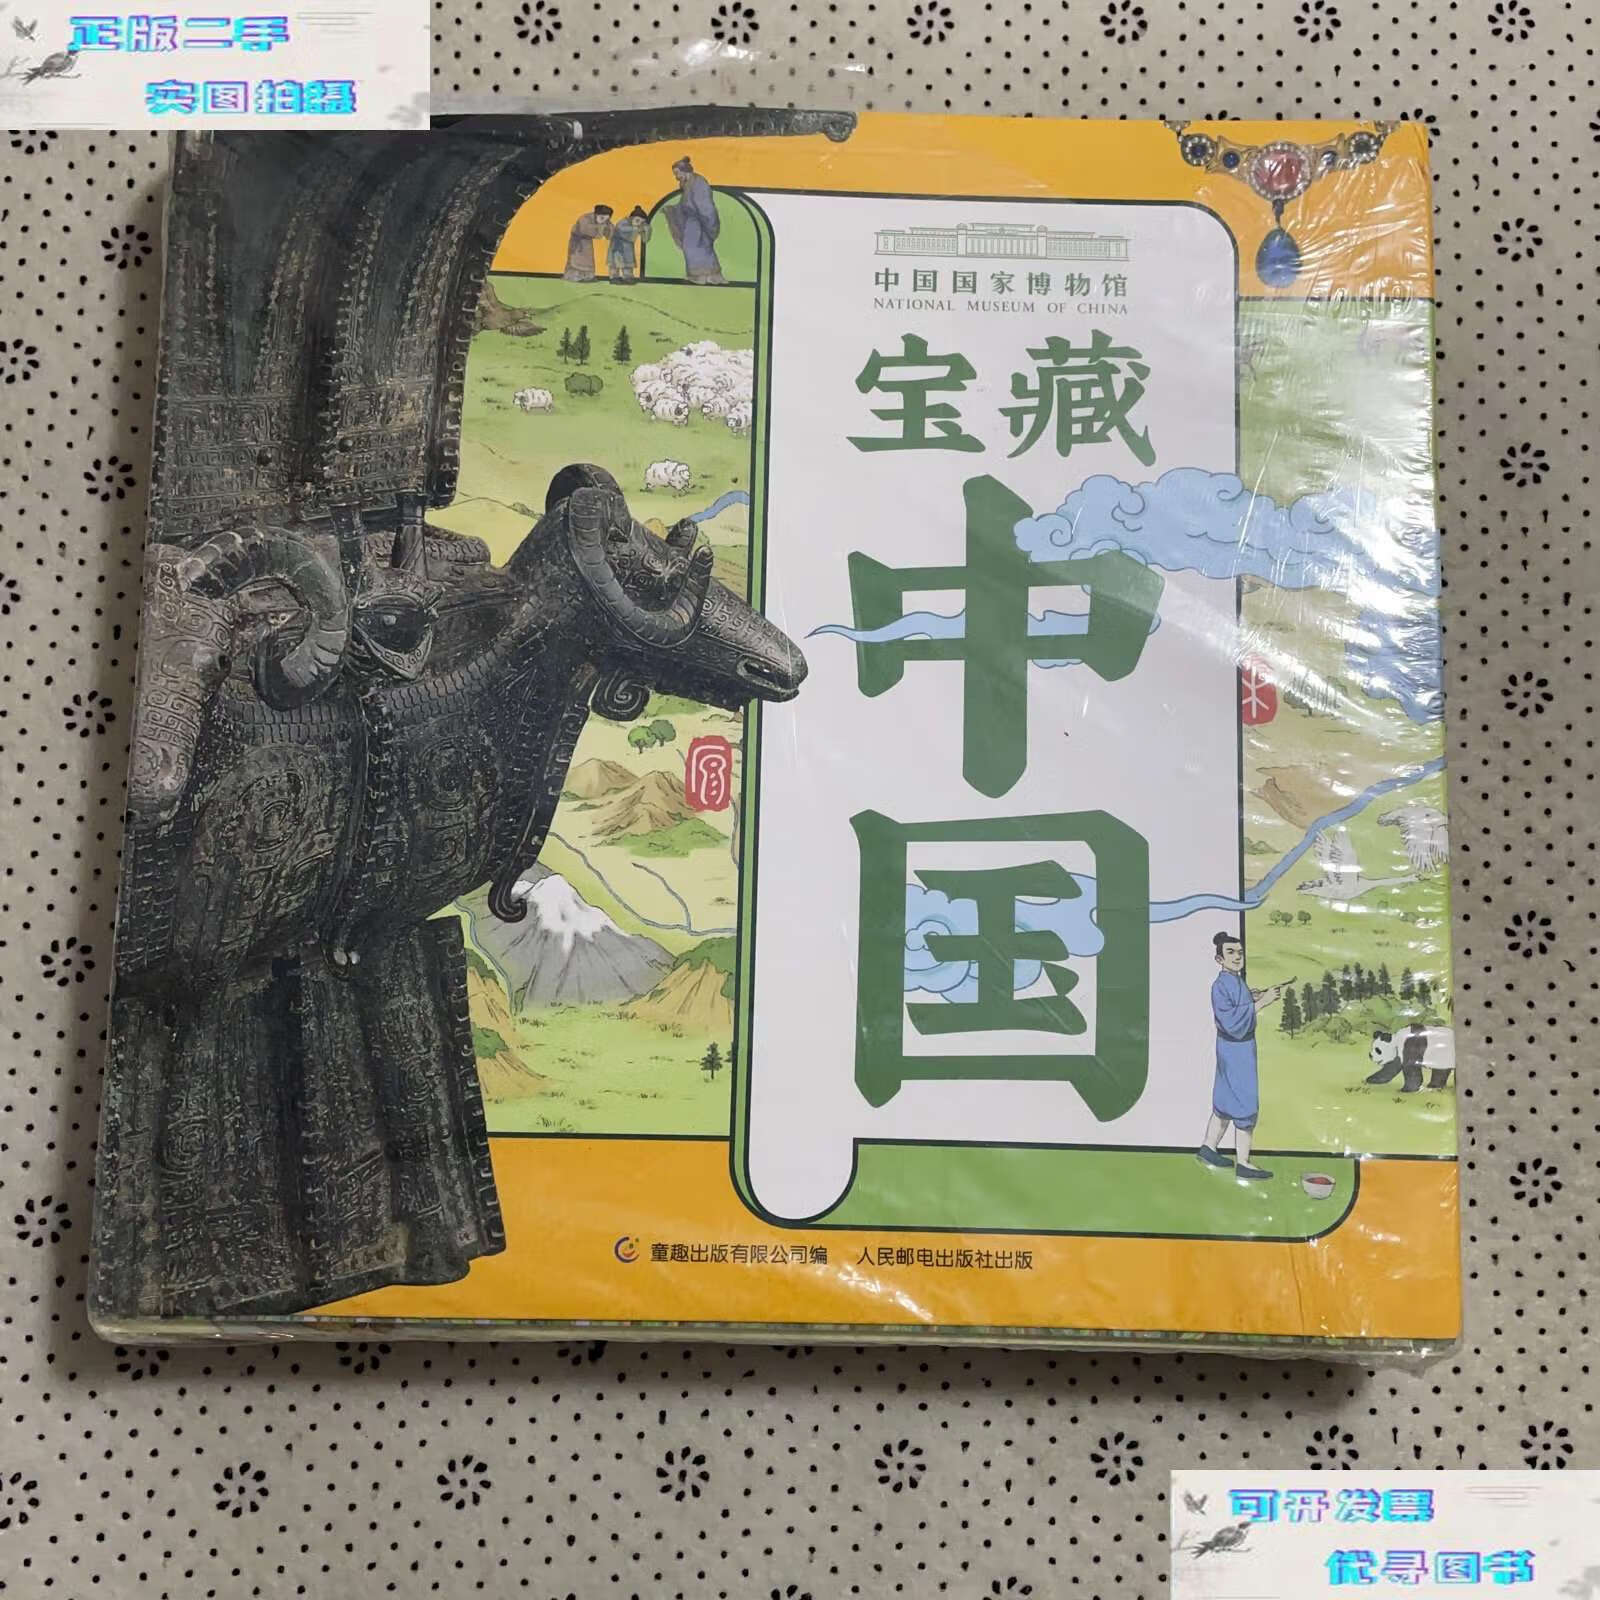 正版二手
实图拍摄
中国国家博物馆
NATIONAL MUSEUM OF CHINA
宝藏
中
国
童趣出版有限公司编 人民邮电出版社出版
可开发票
优寻图书